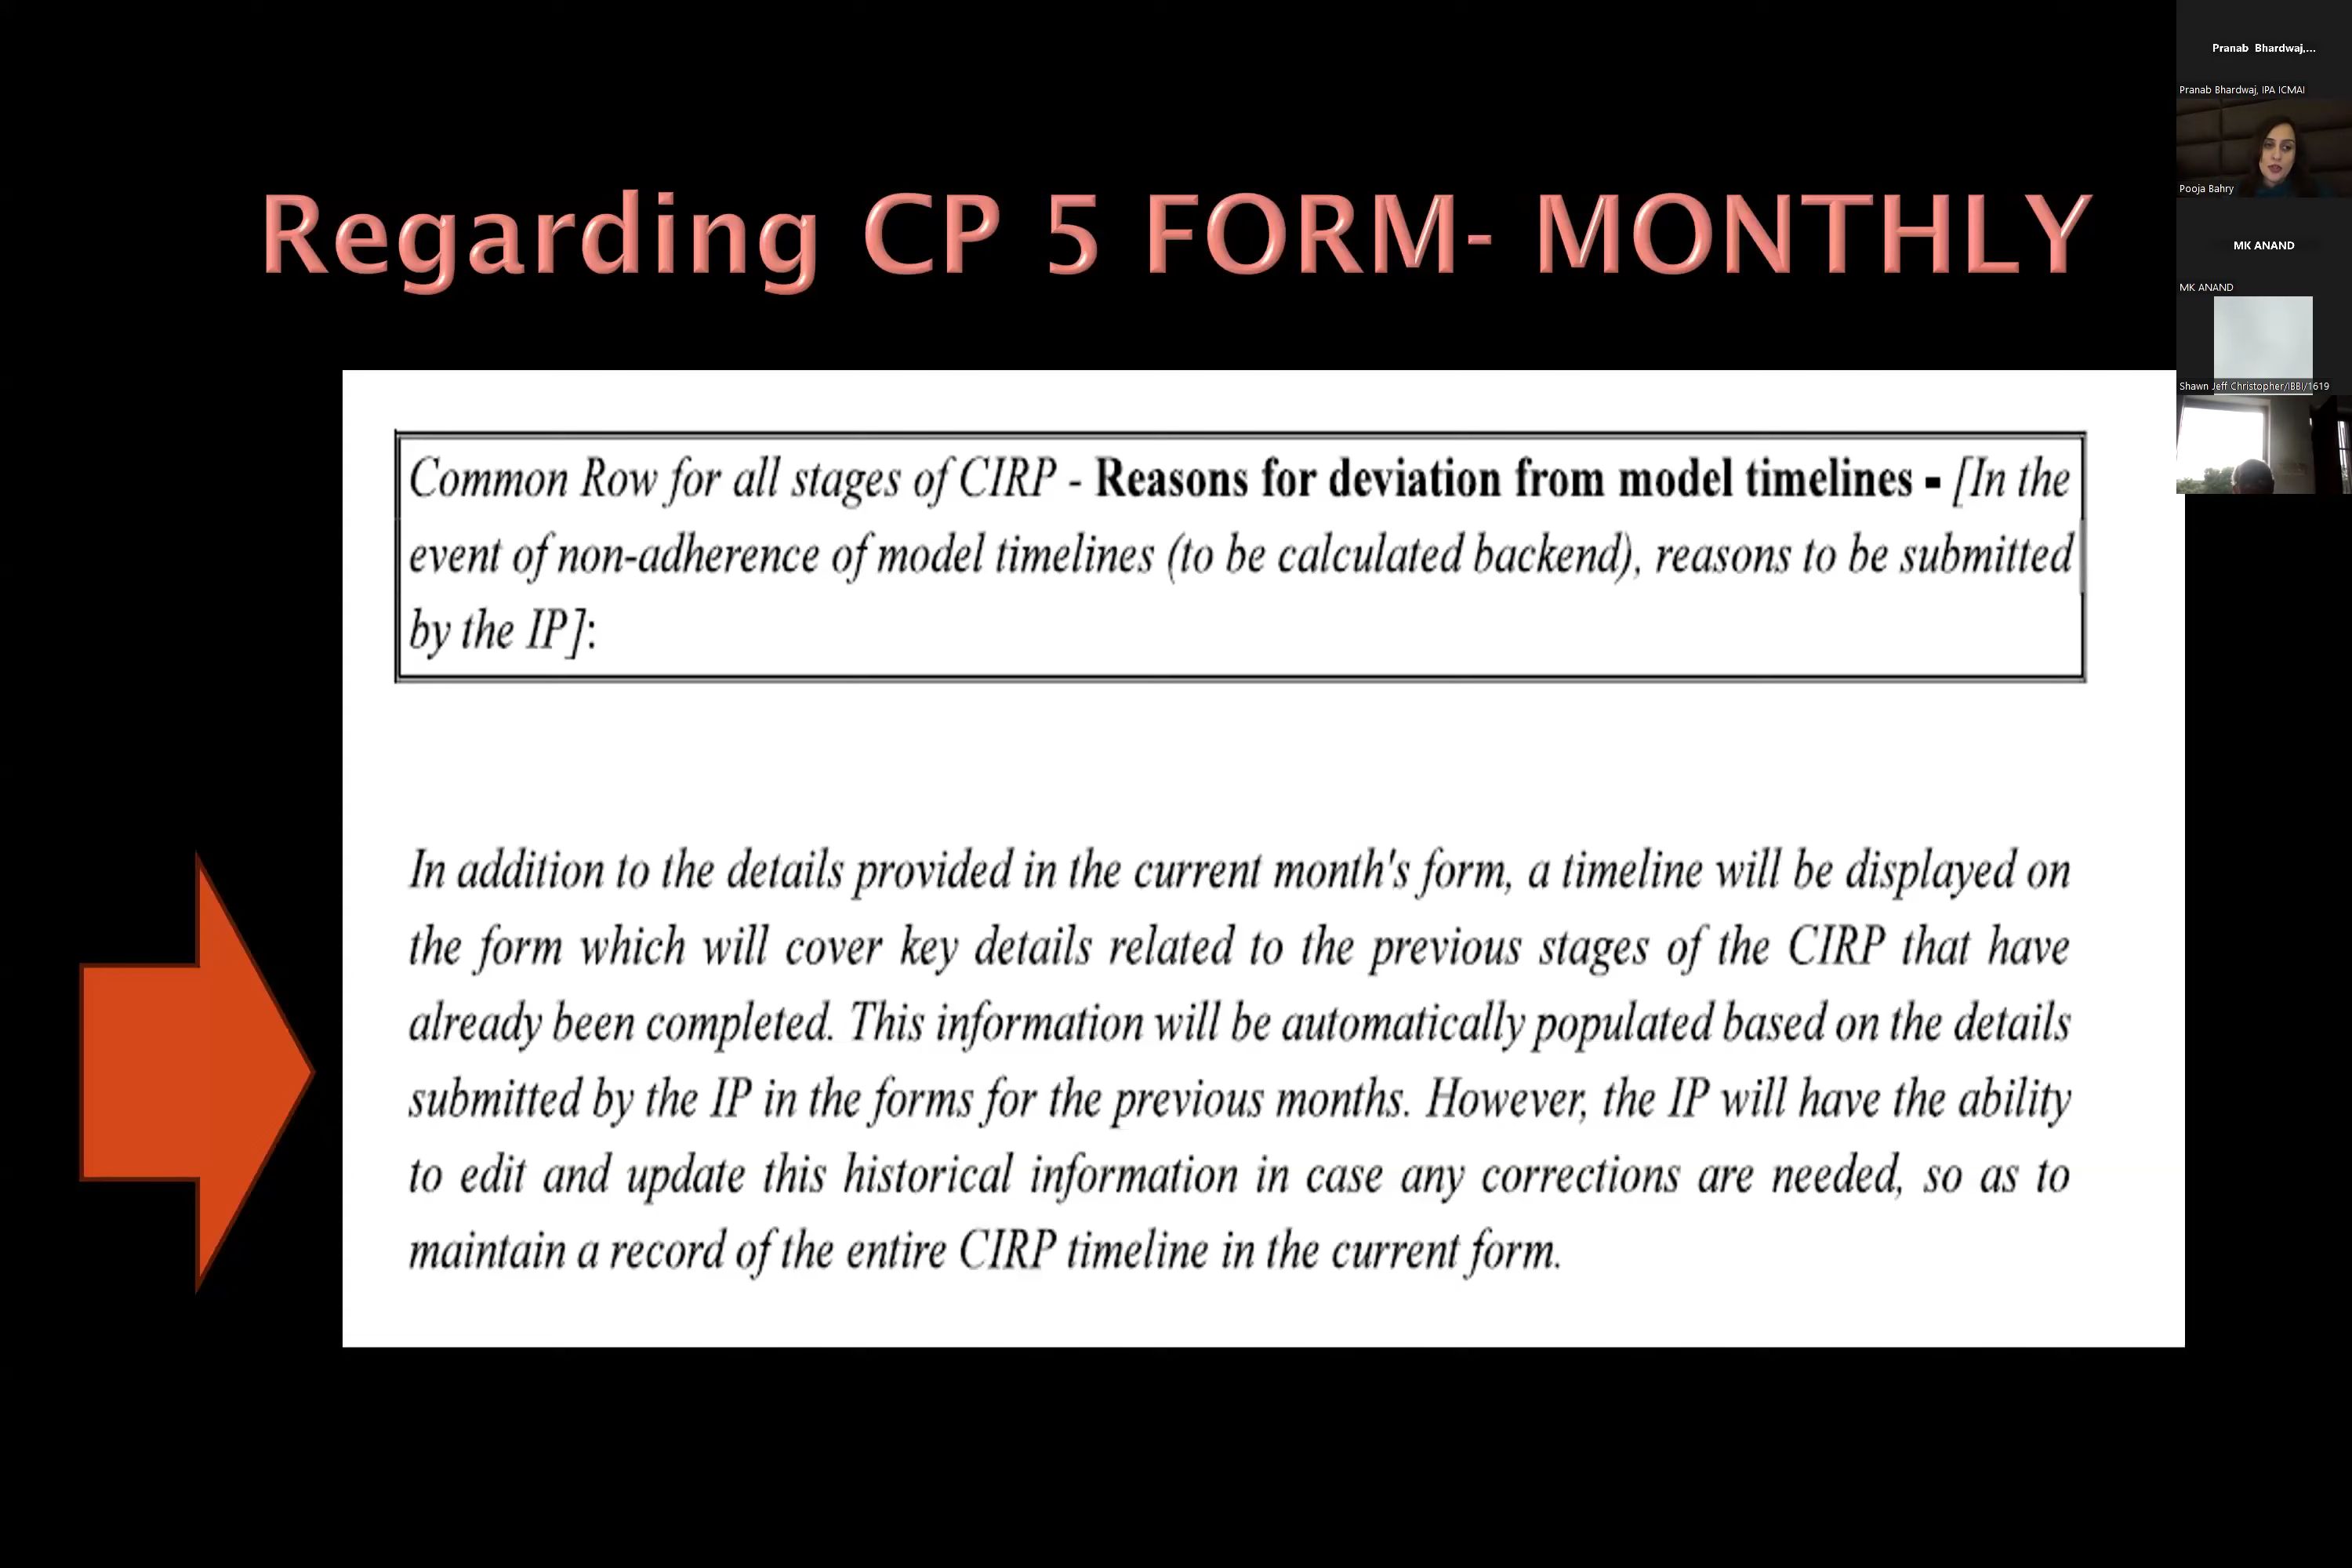 Regarding CP 5 FORM- MONTHLY
Common Row for all stages of CIRP - Reasons for deviation from model timelines - [In the
event of non-adherence of model timelines (to be calculated backend), reasons to be submitted
by the IP]:
In addition to the details provided in the current month's form, a timeline will be displayed on
the form which will cover key details related to the previous stages of the CIRP that have
already been completed. This information will be automatically populated based on the details
submitted by the IP in the forms for the previous months. However, the IP will have the ability
to edit and update this historical information in case any corrections are needed, so as to
maintain a record of the entire CIRP timeline in the current form.
Pranab Bhardwaj,...
Pranab Bhardwaj, IPA ICMAI
Pooja Bahry
MK ANAND
MK ANAND
Shawn Jeff Christopher/IBBI/1619